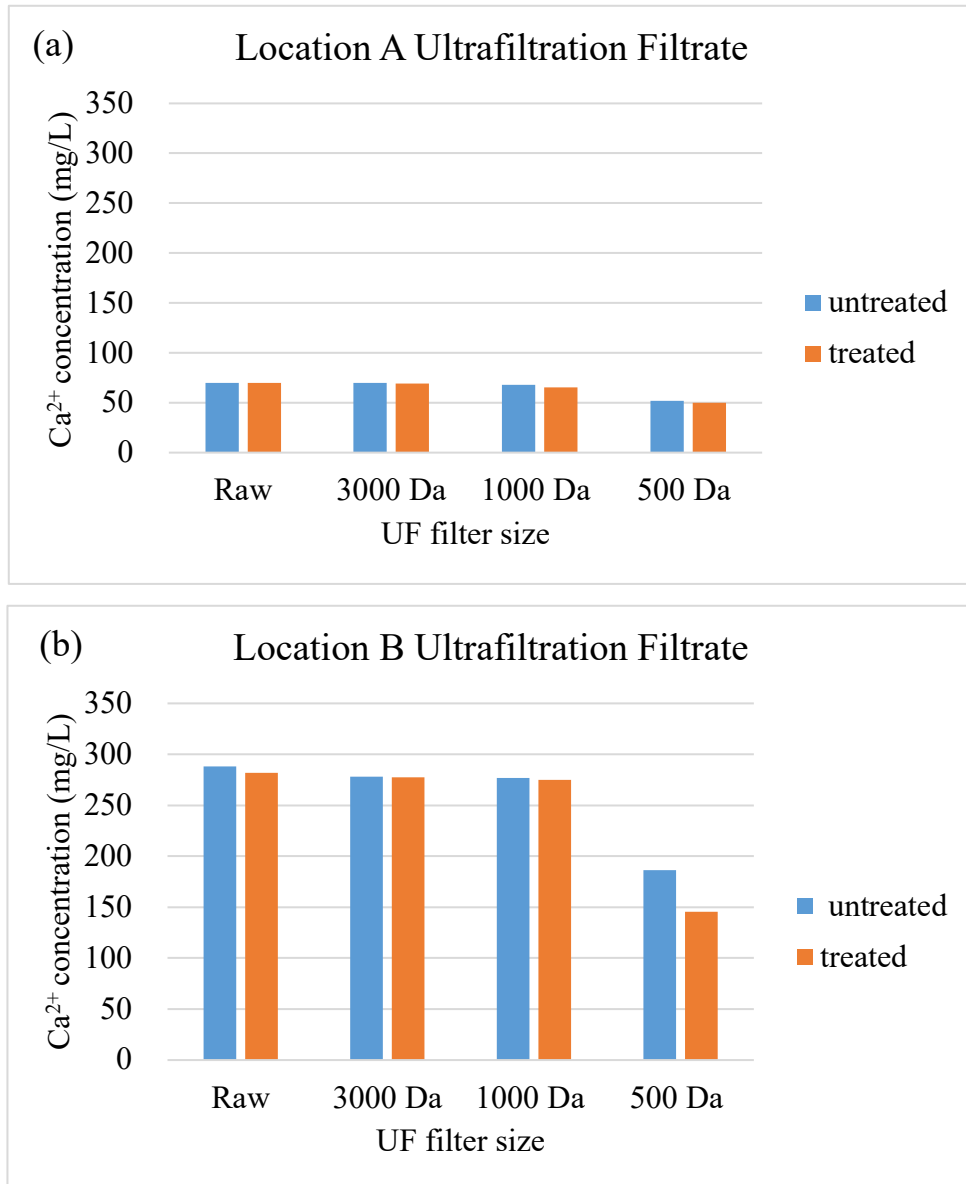 (a)
Location A Ultrafiltration Filtrate
Ca²⁺ concentration (mg/L)
350
300
250
200
150
100
50
0
Raw 3000 Da 1000 Da 500 Da
UF filter size
untreated
treated
(b)
Location B Ultrafiltration Filtrate
Ca²⁺ concentration (mg/L)
350
300
250
200
150
100
50
0
Raw 3000 Da 1000 Da 500 Da
UF filter size
untreated
treated